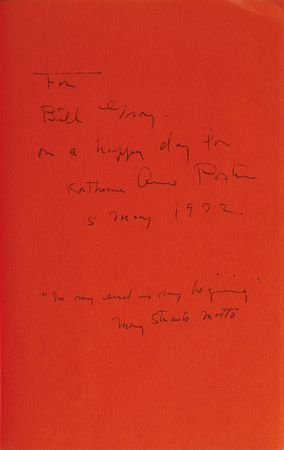 For
Bill Gray -
on a happy day for
Katherine Anne Porter
5 May 1972
"In my end is my beginning"
Mary Stuarts Motto